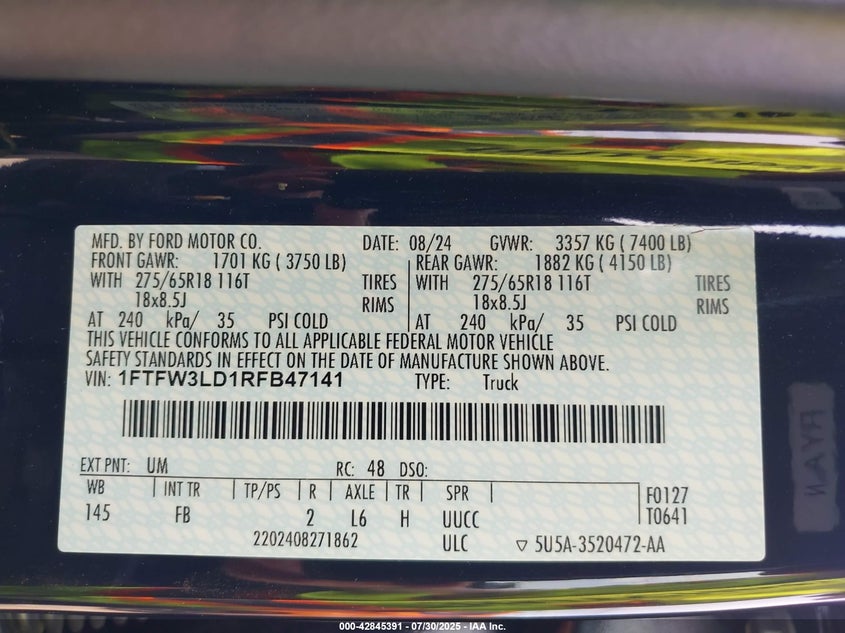 MFD. BY FORD MOTOR CO. DATE: 08/24 GVWR: 3357 KG ( 7400 LB)
FRONT GAWR: 1701 KG ( 3750 LB) REAR GAWR: 1882 KG ( 4150 LB)
WITH 275/65R18 116T TIRES WITH 275/65R18 116T TIRES
18x8.5J RIMS 18x8.5J RIMS
AT 240 kPa/ 35 PSI COLD AT 240 kPa/ 35 PSI COLD
THIS VEHICLE CONFORMS TO ALL APPLICABLE FEDERAL MOTOR VEHICLE
SAFETY STANDARDS IN EFFECT ON THE DATE OF MANUFACTURE SHOWN ABOVE.
VIN: 1FTFW3LD1RFB47141 TYPE: Truck
EXT PNT: UM RC: 48 DSO:
WB INT TR TP/PS R AXLE TR SPR F0127
145 FB 2 L6 H UUCC T0641
2202408271862 ULC ▽ 5U5A-3520472-AA
RYAN
000-42845391 - 07/30/2025 - IAA Inc.